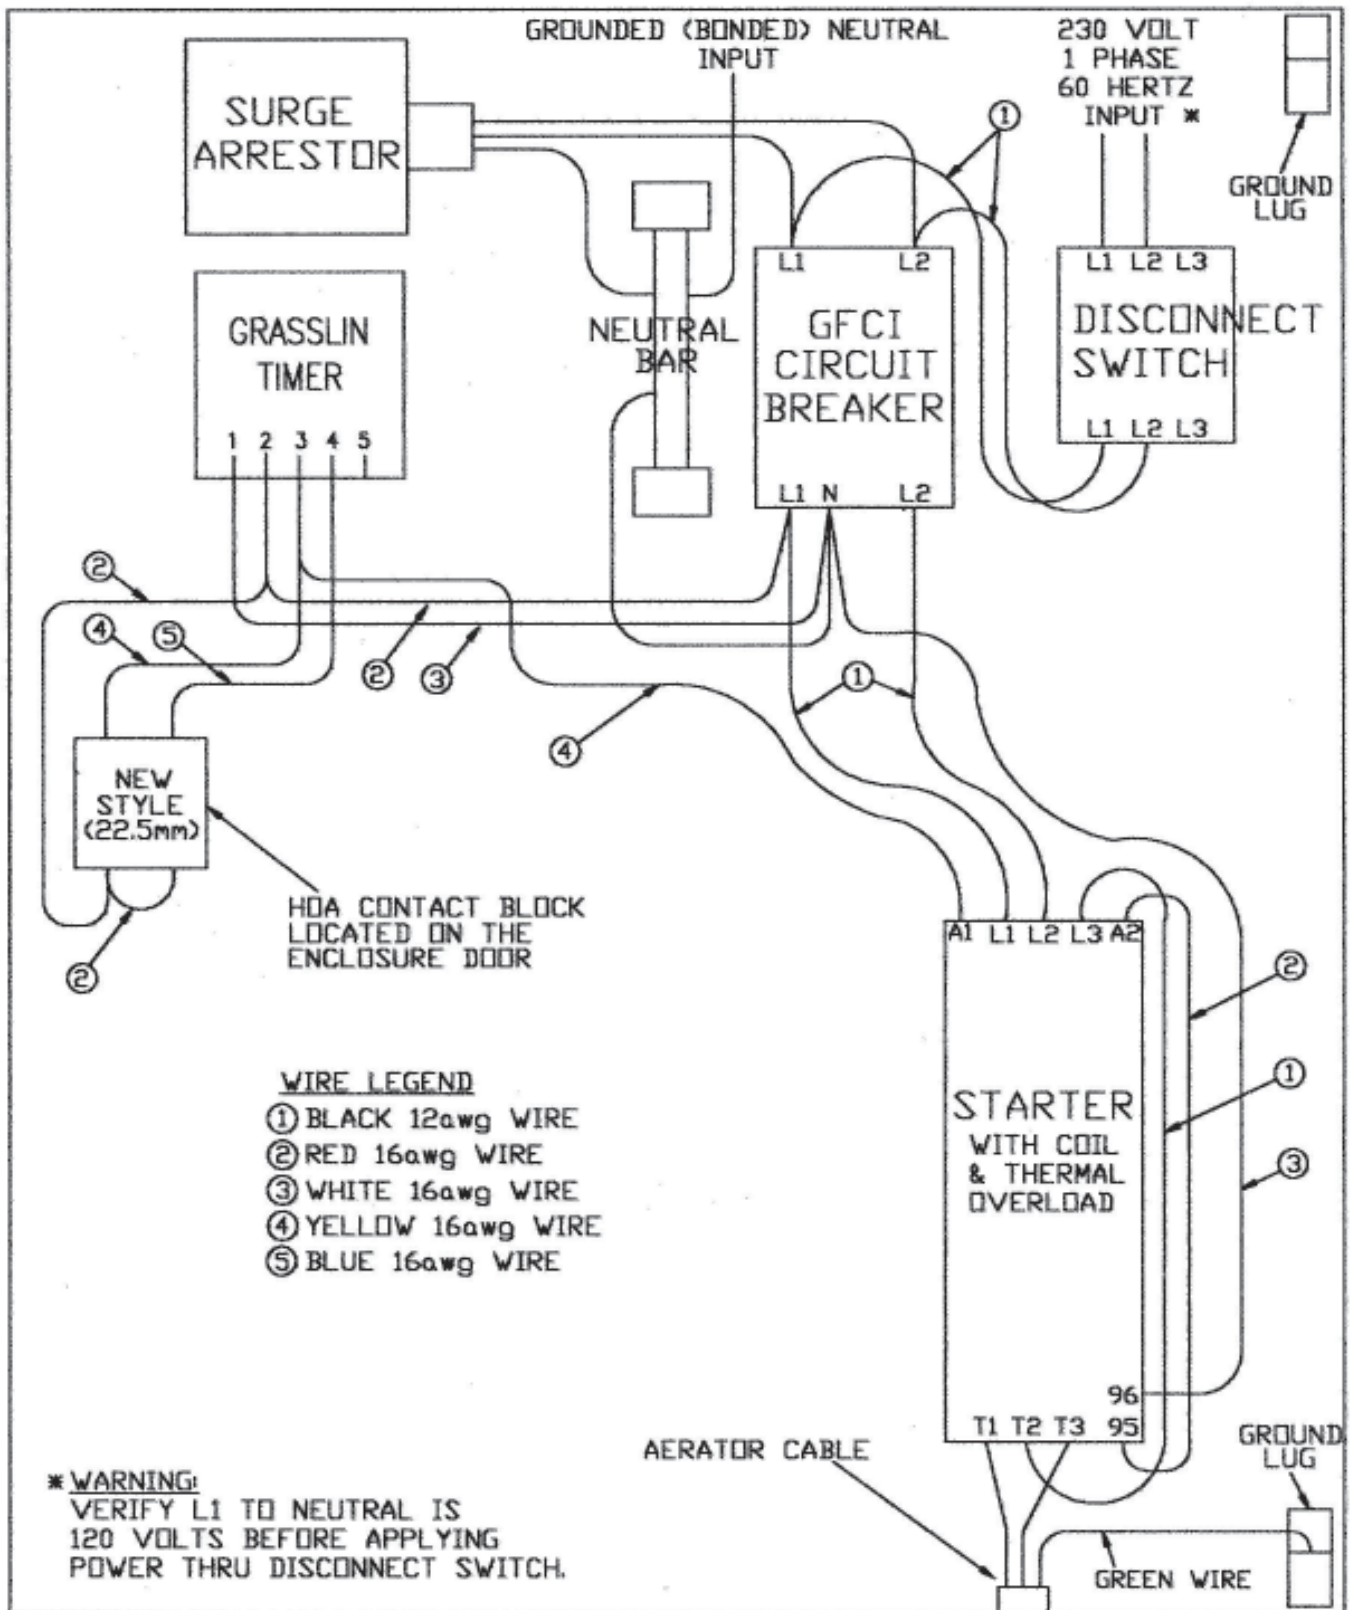 GROUNDED (BONDED) NEUTRAL
INPUT
230 VOLT
1 PHASE
60 HERTZ
INPUT *
SURGE
ARRESTOR
1
GROUND
LUG
L1 L2
L1 L2 L3
GRASSLIN
TIMER
NEUTRAL
BAR
GFCI
CIRCUIT
BREAKER
DISCONNECT
SWITCH
1 2 3 4 5
L1 L2 L3
L1 N L2
2
4
5
2
3
1
4
NEW
STYLE
(22.5mm)
HOA CONTACT BLOCK
LOCATED ON THE
ENCLOSURE DOOR
2
A1 L1 L2 L3 A2
2
1
3
WIRE LEGEND
1 BLACK 12awg WIRE
2 RED 16awg WIRE
3 WHITE 16awg WIRE
4 YELLOW 16awg WIRE
5 BLUE 16awg WIRE
STARTER
WITH COIL
& THERMAL
OVERLOAD
96
T1 T2 T3 95
AERATOR CABLE
GROUND
LUG
* WARNING:
VERIFY L1 TO NEUTRAL IS
120 VOLTS BEFORE APPLYING
POWER THRU DISCONNECT SWITCH.
GREEN WIRE